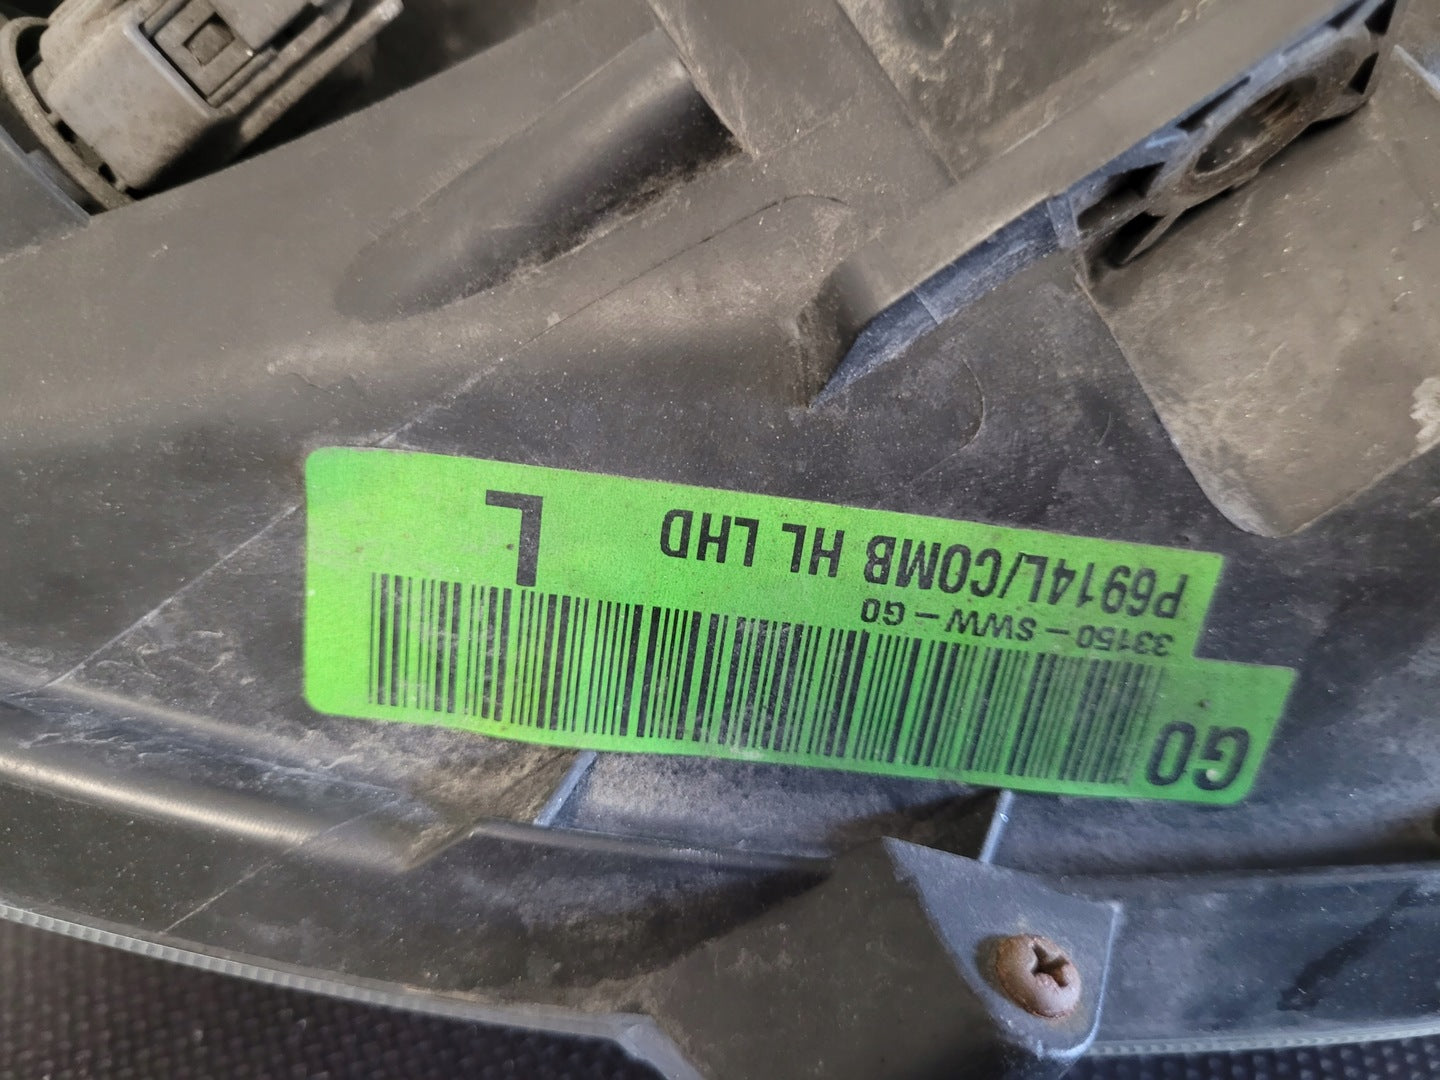 G0
33150-SWW-G0
P6914L/COMB HL LHD
L